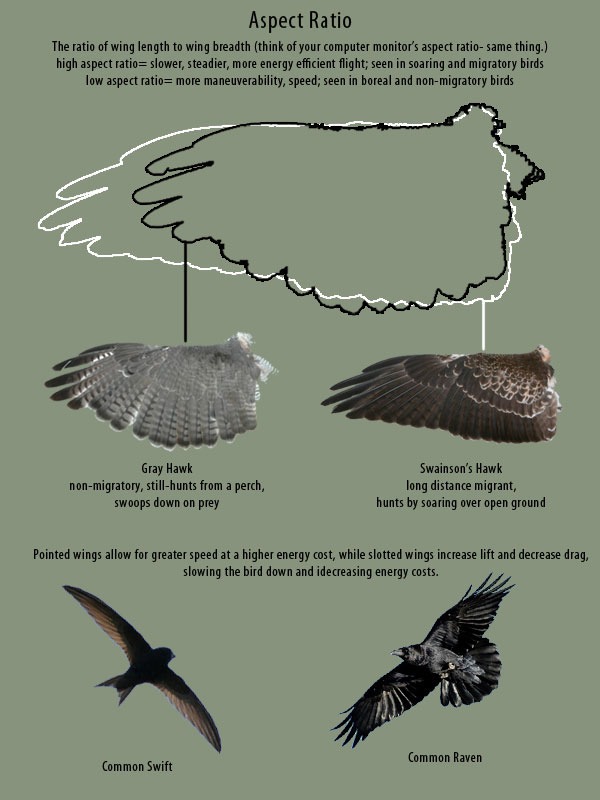 Aspect Ratio
The ratio of wing length to wing breadth (think of your computer monitor's aspect ratio- same thing.)
high aspect ratio= slower, steadier, more energy efficient flight; seen in soaring and migratory birds
low aspect ratio= more maneuverability, speed; seen in boreal and non-migratory birds
Gray Hawk
non-migratory, still-hunts from a perch,
swoops down on prey
Swainson's Hawk
long distance migrant,
hunts by soaring over open ground
Pointed wings allow for greater speed at a higher energy cost, while slotted wings increase lift and decrease drag,
slowing the bird down and idecreasing energy costs.
Common Swift
Common Raven